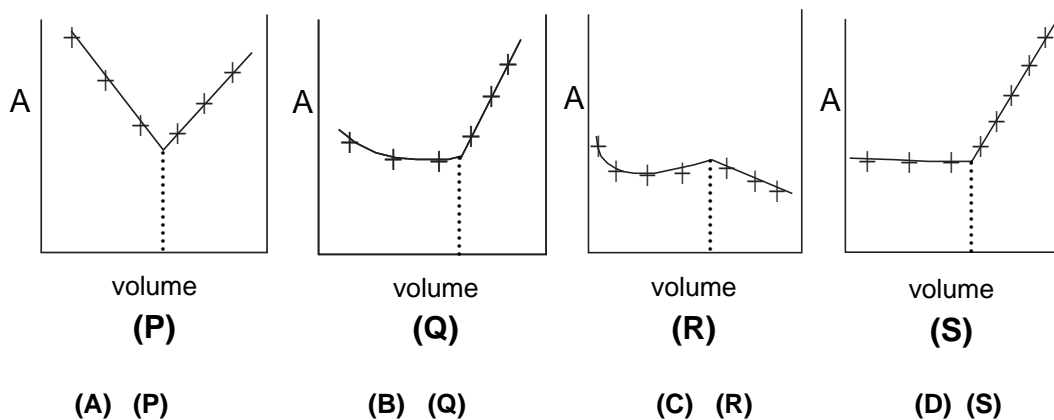 A A A A
volume volume volume volume
(P) (Q) (R) (S)
(A) (P) (B) (Q) (C) (R) (D) (S)